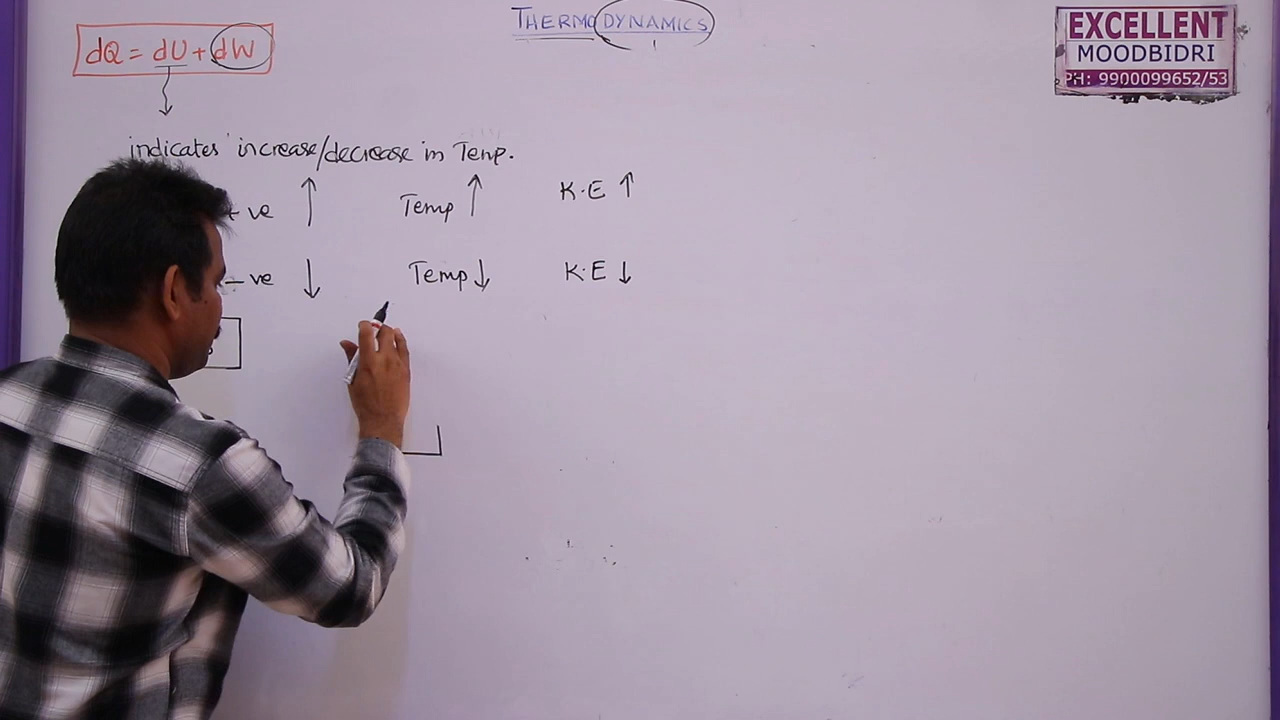 THERMODYNAMICS
EXCELLENT
MOODBIDRI
PH: 9900099652/53
dQ = dU + dW
indicates increase/decrease in Temp.
+ ve ↑ Temp ↑ K.E ↑
- ve ↓ Temp ↓ K.E ↓